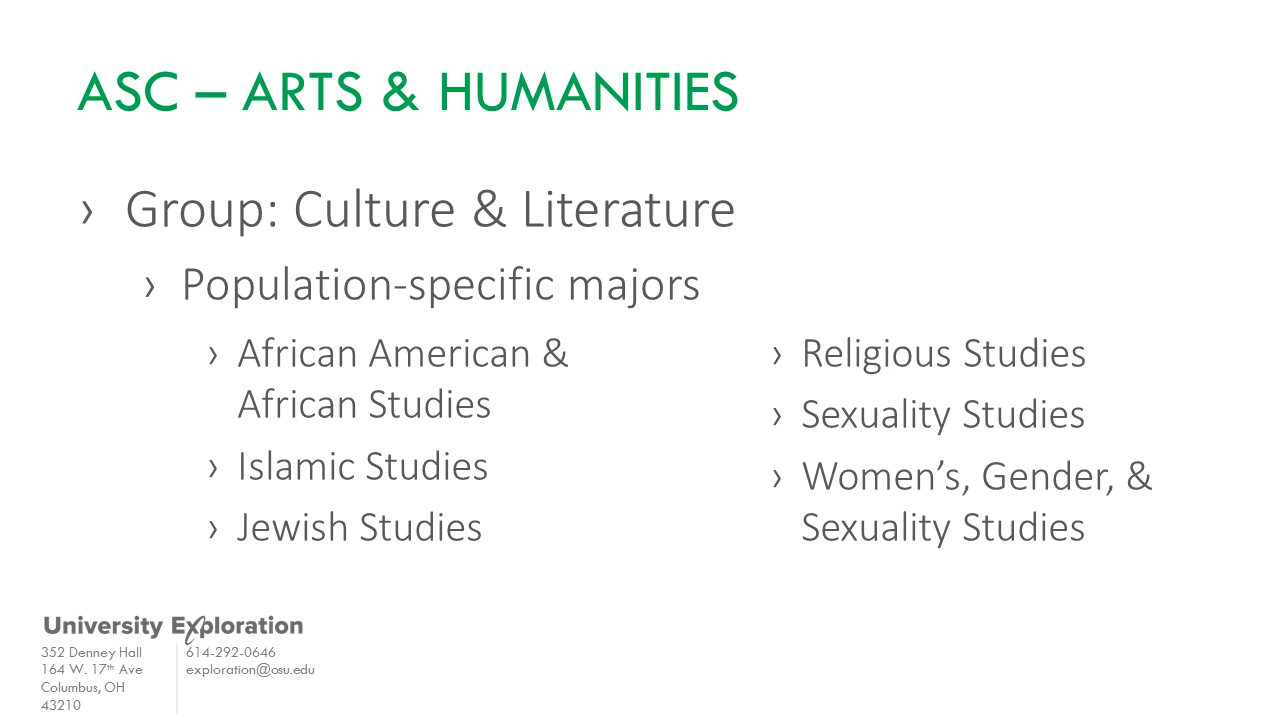 ASC – ARTS & HUMANITIES
› Group: Culture & Literature
› Population-specific majors
› African American &
African Studies
› Islamic Studies
› Jewish Studies
› Religious Studies
› Sexuality Studies
› Women’s, Gender, &
Sexuality Studies
University Exploration
352 Denney Hall
164 W. 17th Ave
Columbus, OH
43210
614-292-0646
exploration@osu.edu